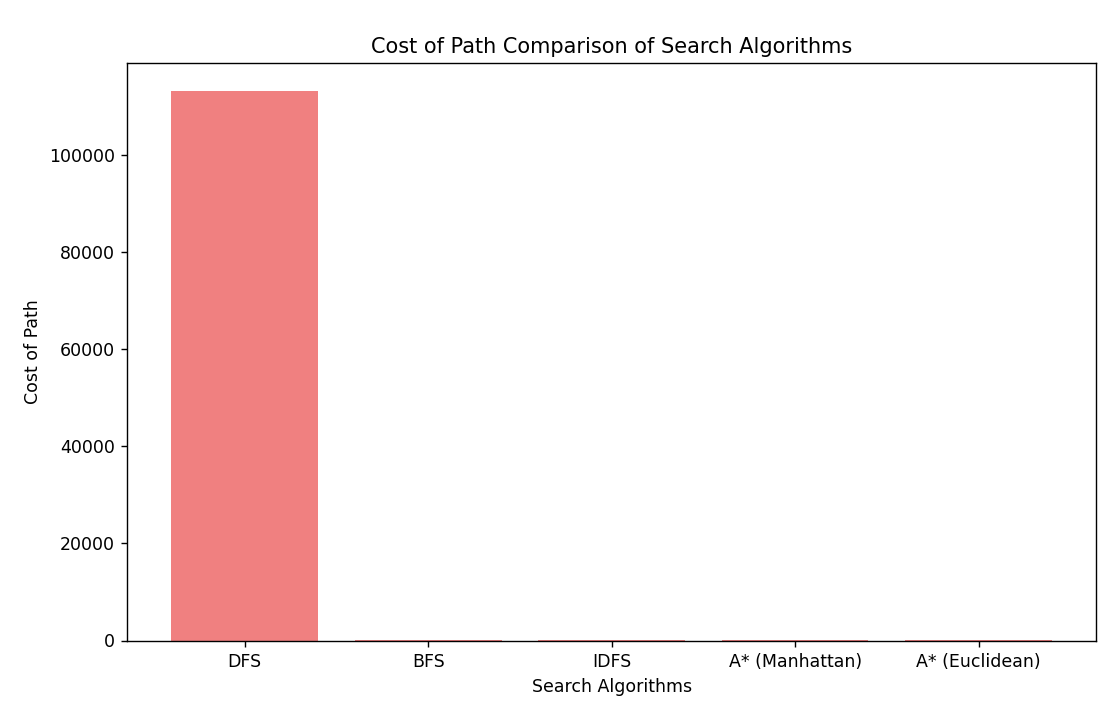 Cost of Path Comparison of Search Algorithms
100000
80000
60000
40000
20000
0
Cost of Path
DFS BFS IDFS A* (Manhattan) A* (Euclidean)
Search Algorithms